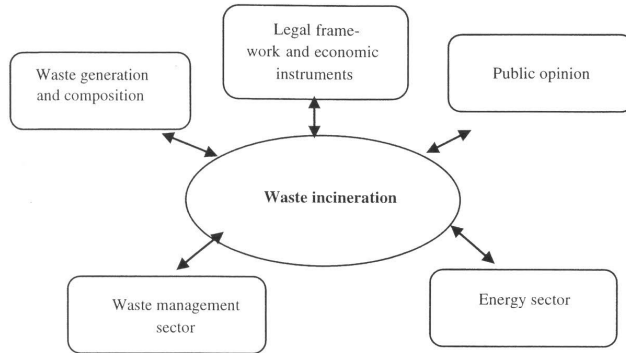 Legal frame-
work and economic
instruments
Waste generation
and composition
Public opinion
Waste incineration
Waste management
sector
Energy sector